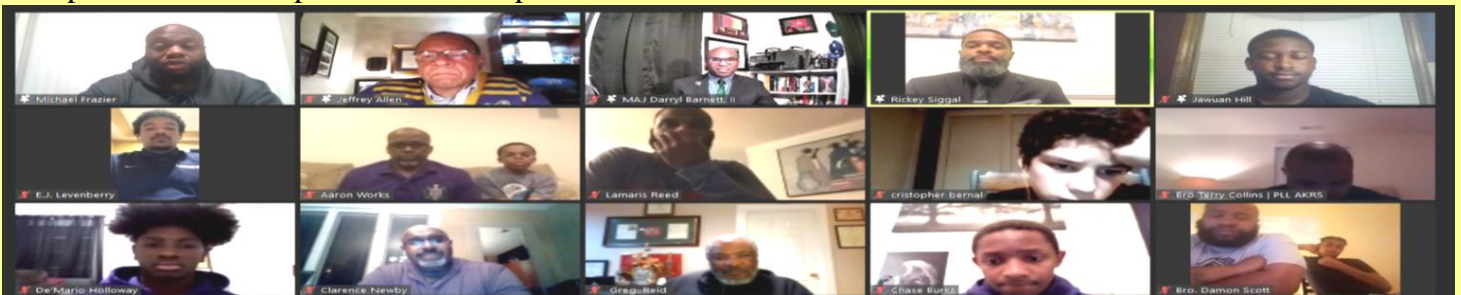 Michael Frazier
Jeffrey Allen
MAJ Darryl Barnett, II
Rickey Siggal
Jawuan Hill
E.J. Levenberry
Aaron Works
Lamaris Reed
cristopher bernal
Bro Terry Collins | PLL AKRS
De'Mario Holloway
Clarence Newby
Greg Reid
Chase Burks
Bro. Damon Scott